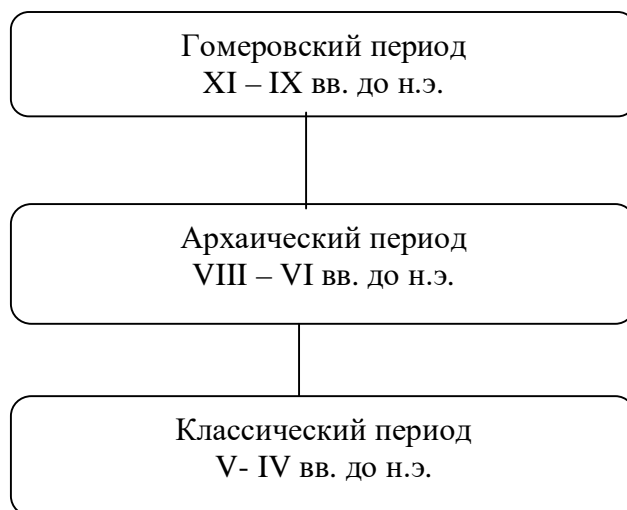 Гомеровский период
XI – IX вв. до н.э.
Архаический период
VIII – VI вв. до н.э.
Классический период
V- IV вв. до н.э.